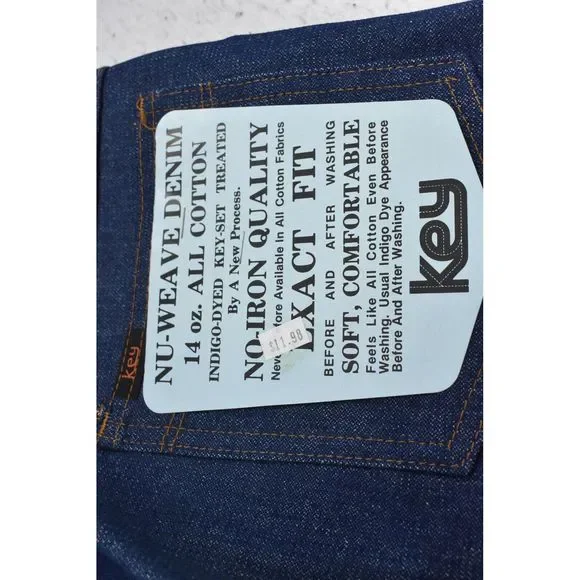 NU-WEAVE DENIM
14 oz. ALL COTTON
INDIGO-DYED KEY-SET TREATED
By A New Process.
NO-IRON QUALITY
Never Before Available In All Cotton Fabrics
EXACT FIT
BEFORE AND AFTER WASHING
SOFT, COMFORTABLE
Feels Like All Cotton Even Before
Washing. Usual Indigo Dye Appearance
Before And After Washing.
key
$11.98
key